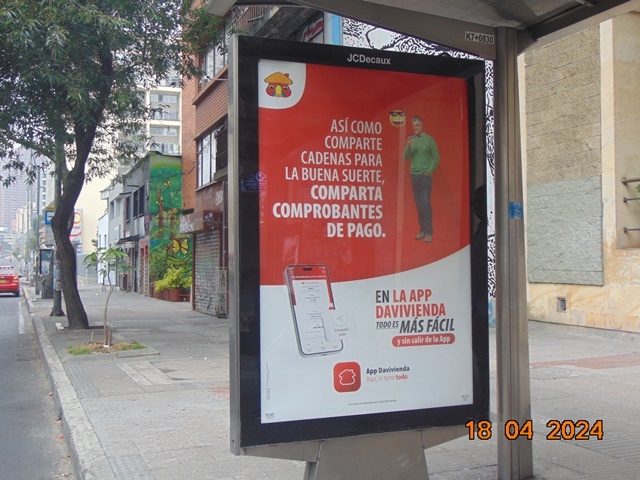 K7+0830
JCDecaux
ASÍ COMO
COMPARTE
CADENAS PARA
LA BUENA SUERTE,
COMPARTA
COMPROBANTES
DE PAGO.
EN LA APP
DAVIVIENDA
TODO ES MÁS FÁCIL
y sin salir de la App
App Davivienda
Aquí, lo tiene todo
18 04 2024